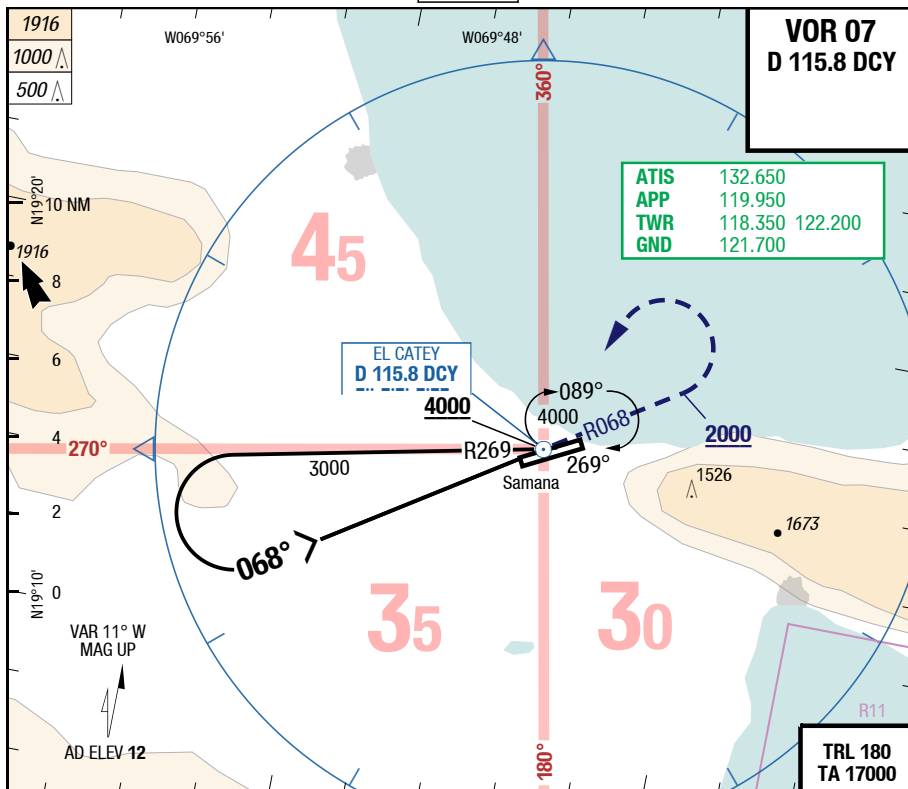 1916
1000
500
W069°56'
W069°48'
VOR 07
D 115.8 DCY
360°
N19°20'
10 NM
ATIS 132.650
APP 119.950
TWR 118.350 122.200
GND 121.700
45
1916
8
6
EL CATEY
D 115.8 DCY
4000
089°
4000
R068
2000
4
270°
R269
3000
269°
Samana
1526
1673
2
068°
0
N19°10'
35
30
VAR 11° W
MAG UP
R11
AD ELEV 12
180°
TRL 180
TA 17000